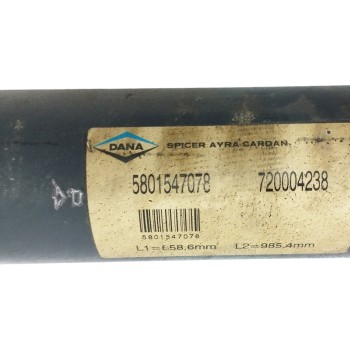 DANA SPICER AYRA CARDAN
5801547078 720004238
5801547078
L1=658,6mm L2=985,4mm